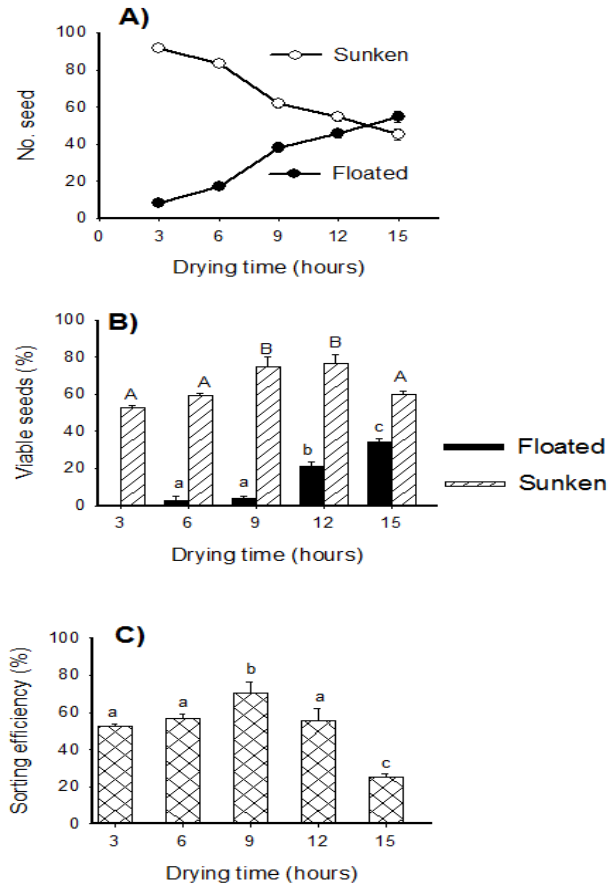 A)
100
80
60
40
20
0
No. seed
Sunken
Floated
0 3 6 9 12 15
Drying time (hours)
B)
100
80
60
40
20
0
Viable seeds (%)
A a A a B b B c A
Floated
Sunken
3 6 9 12 15
Drying time (hours)
C)
100
80
60
40
20
0
Sorting efficiency (%)
a a b a c
3 6 9 12 15
Drying time (hours)